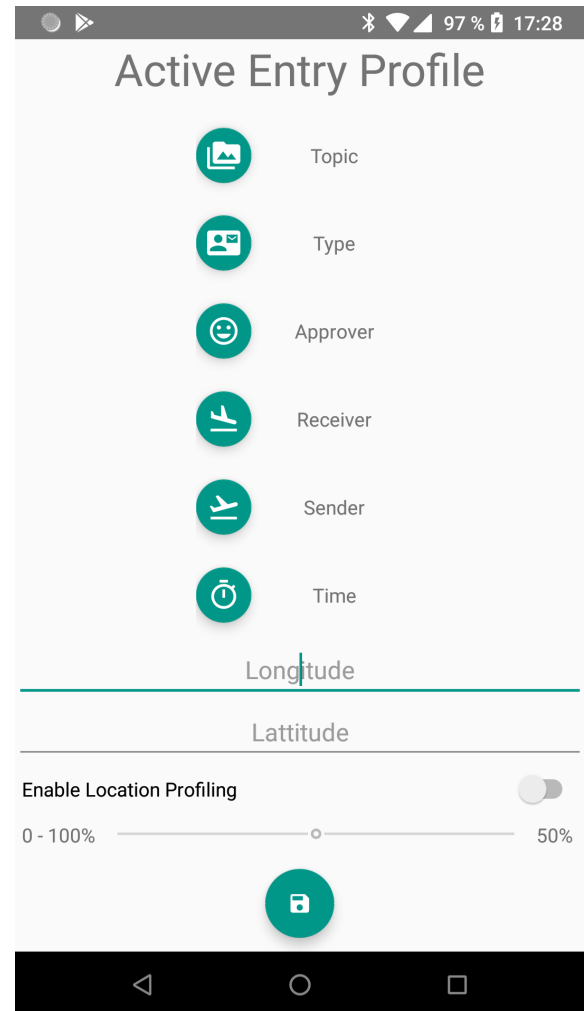 97 % 17:28
Active Entry Profile
Topic
Type
Approver
Receiver
Sender
Time
Longitude
Lattitude
Enable Location Profiling
0 - 100% 50%